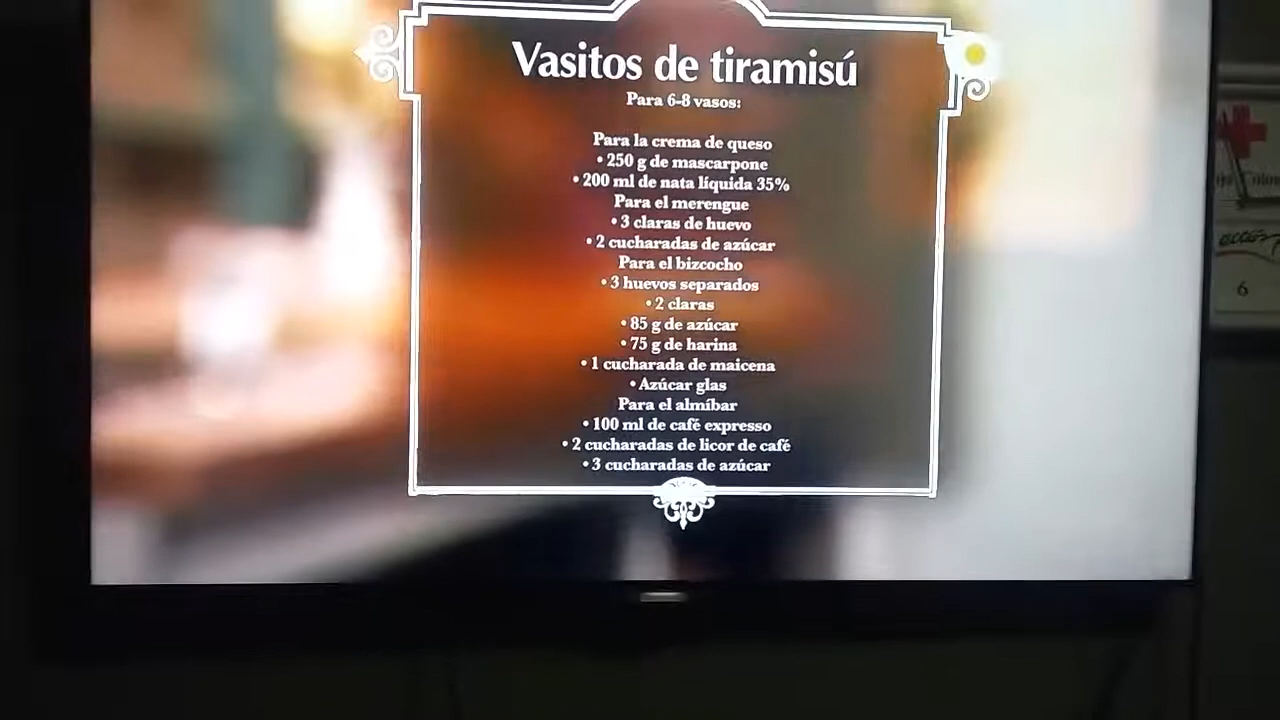 Vasitos de tiramisú
Para 6-8 vasos:
Para la crema de queso
• 250 g de mascarpone
• 200 ml de nata líquida 35%
Para el merengue
• 3 claras de huevo
• 2 cucharadas de azúcar
Para el bizcocho
• 3 huevos separados
• 2 claras
• 85 g de azúcar
• 75 g de harina
• 1 cucharada de maicena
• Azúcar glas
Para el almíbar
• 100 ml de café expresso
• 2 cucharadas de licor de café
• 3 cucharadas de azúcar
6